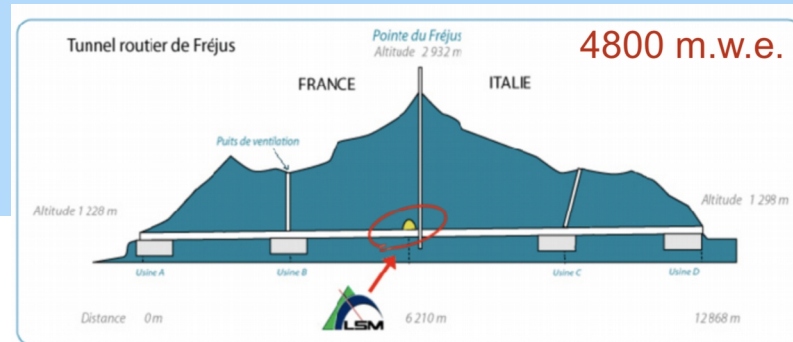 Tunnel routier de Fréjus
Pointe du Fréjus
Altitude 2 932 m
4800 m.w.e.
FRANCE
ITALIE
Puits de ventilation
Altitude 1 228 m
Altitude 1 298 m
Usine A
Usine B
Usine C
Usine D
LSM
Distance 0 m
6 210 m
12 868 m